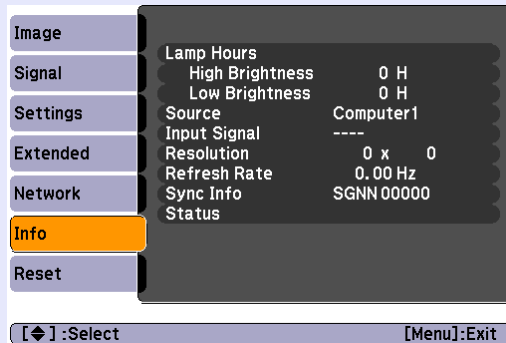 Image
Signal
Settings
Extended
Network
Info
Reset
Lamp Hours
High Brightness 0 H
Low Brightness 0 H
Source Computer1
Input Signal ----
Resolution 0 x 0
Refresh Rate 0.00 Hz
Sync Info SGNN 00000
Status
[◆] :Select [Menu]:Exit